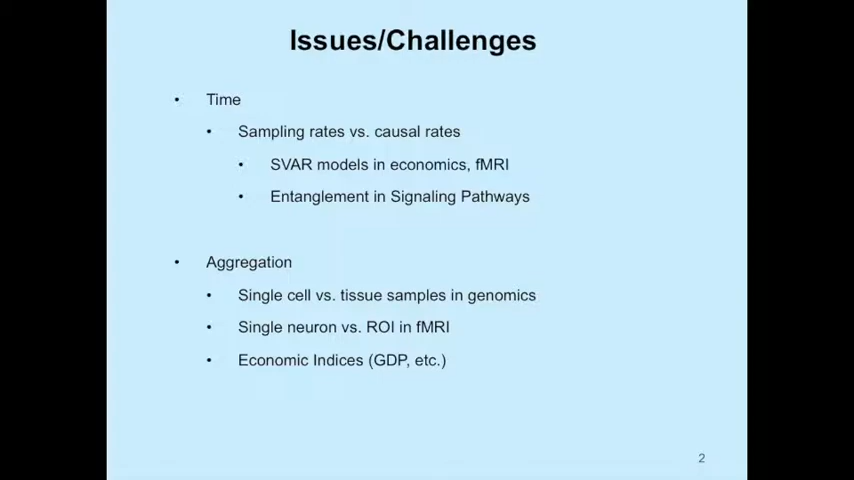 Issues/Challenges
• Time
• Sampling rates vs. causal rates
• SVAR models in economics, fMRI
• Entanglement in Signaling Pathways
• Aggregation
• Single cell vs. tissue samples in genomics
• Single neuron vs. ROI in fMRI
• Economic Indices (GDP, etc.)
2